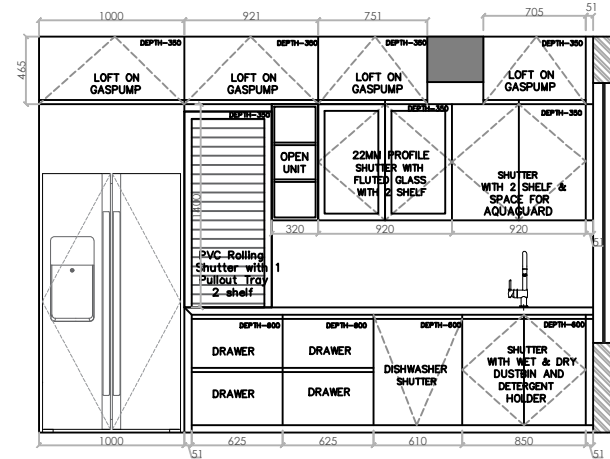 1000
921
751
705
51
465
DEPTH-350
DEPTH-350
DEPTH-350
DEPTH-350
LOFT ON
GASPUMP
LOFT ON
GASPUMP
LOFT ON
GASPUMP
LOFT ON
GASPUMP
DEPTH-350
DEPTH-350
DEPTH-350
OPEN
UNIT
22MM PROFILE
SHUTTER WITH
FLUTED GLASS
WITH 2 SHELF
SHUTTER
WITH 2 SHELF &
SPACE FOR
AQUAGUARD
320
920
920
51
PVC Rolling
Shutter with 1
Pullout Tray
2 shelf
DEPTH-600
DEPTH-600
DEPTH-600
DEPTH-600
DRAWER
DRAWER
DRAWER
DRAWER
DISHWASHER
SHUTTER
SHUTTER
WITH WET & DRY
DUSTBIN AND
DETERGENT
HOLDER
1000
625
625
610
850
51
51